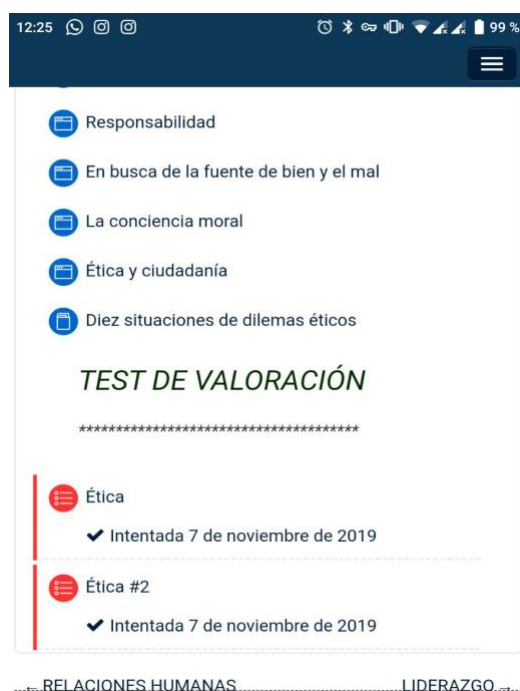 12:25 99 %
Responsabilidad
En busca de la fuente de bien y el mal
La conciencia moral
Ética y ciudadanía
Diez situaciones de dilemas éticos
TEST DE VALORACIÓN
**************************************
Ética
✔ Intentada 7 de noviembre de 2019
Ética #2
✔ Intentada 7 de noviembre de 2019
← RELACIONES HUMANAS LIDERAZGO →